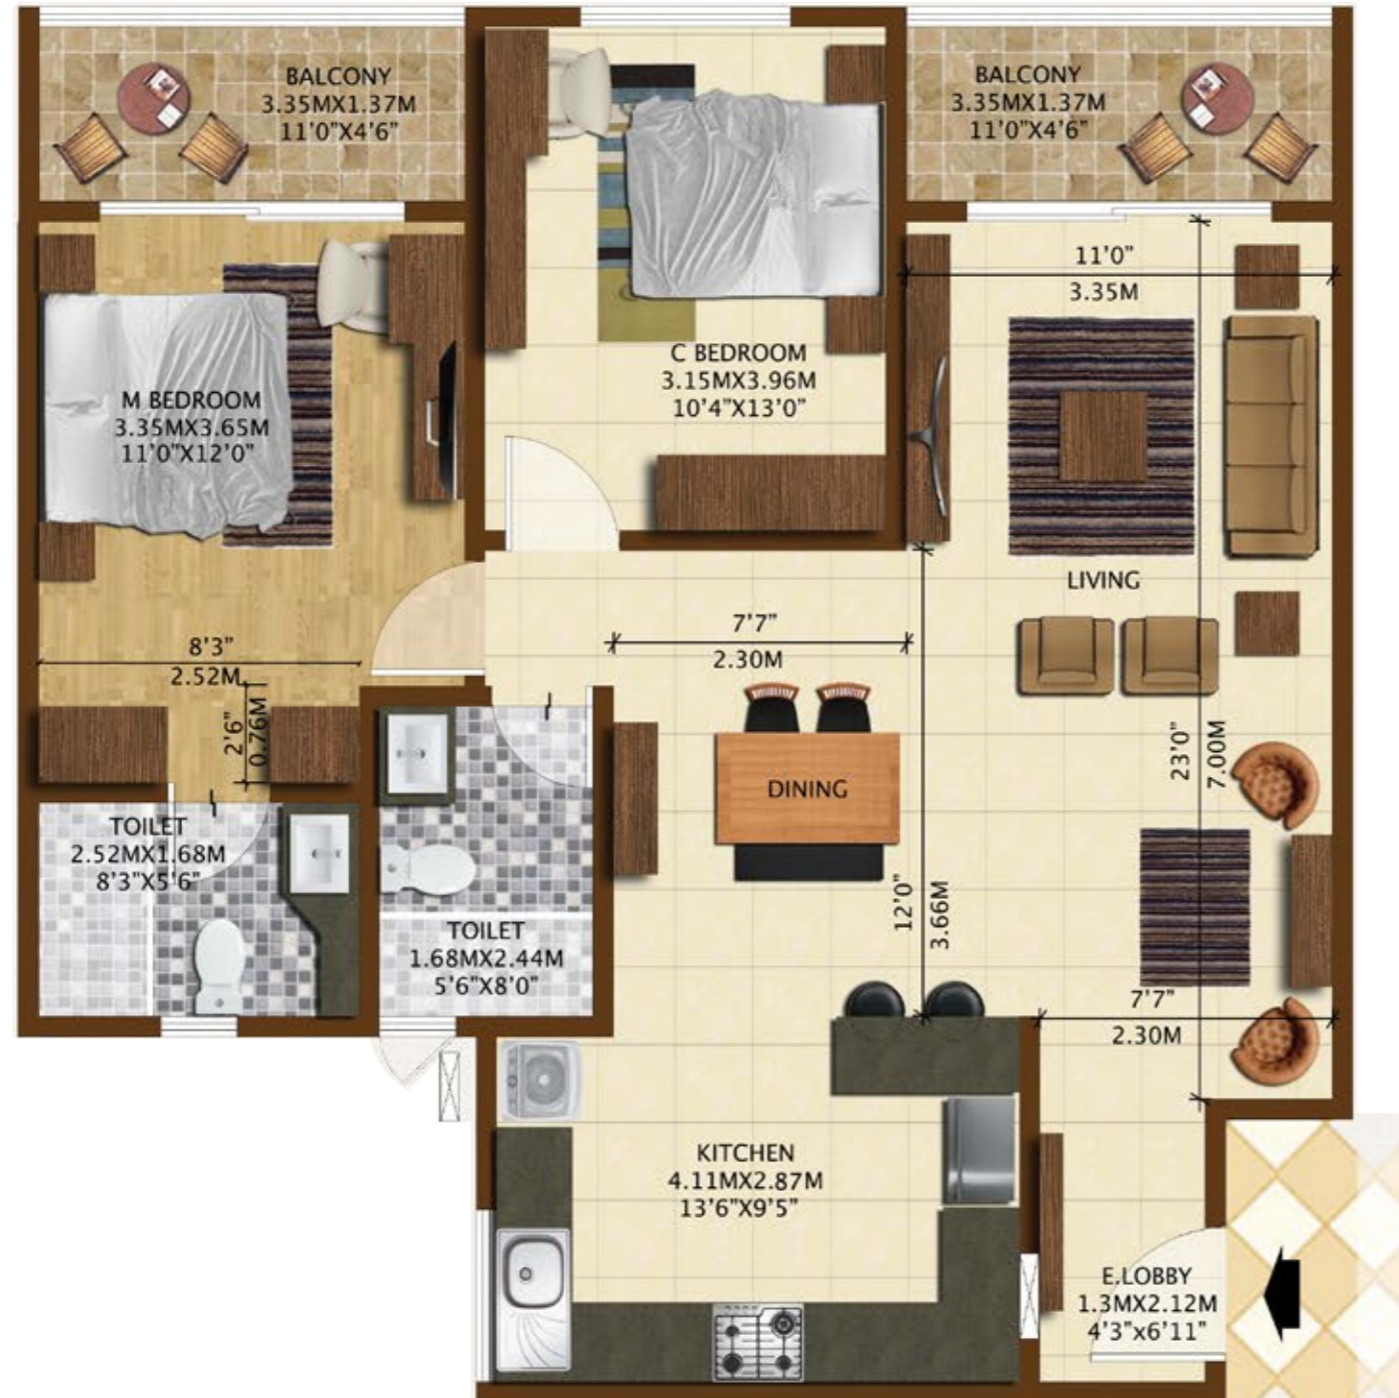 BALCONY
3.35MX1.37M
11'0"X4'6"
BALCONY
3.35MX1.37M
11'0"X4'6"
11'0"
3.35M
C BEDROOM
3.15MX3.96M
10'4"X13'0"
M BEDROOM
3.35MX3.65M
11'0"X12'0"
LIVING
7'7"
2.30M
8'3"
2.52M
2'6"
0.76M
23'0"
7.00M
DINING
TOILET
2.52MX1.68M
8'3"X5'6"
12'0"
3.66M
TOILET
1.68MX2.44M
5'6"X8'0"
7'7"
2.30M
KITCHEN
4.11MX2.87M
13'6"X9'5"
E.LOBBY
1.3MX2.12M
4'3"x6'11"